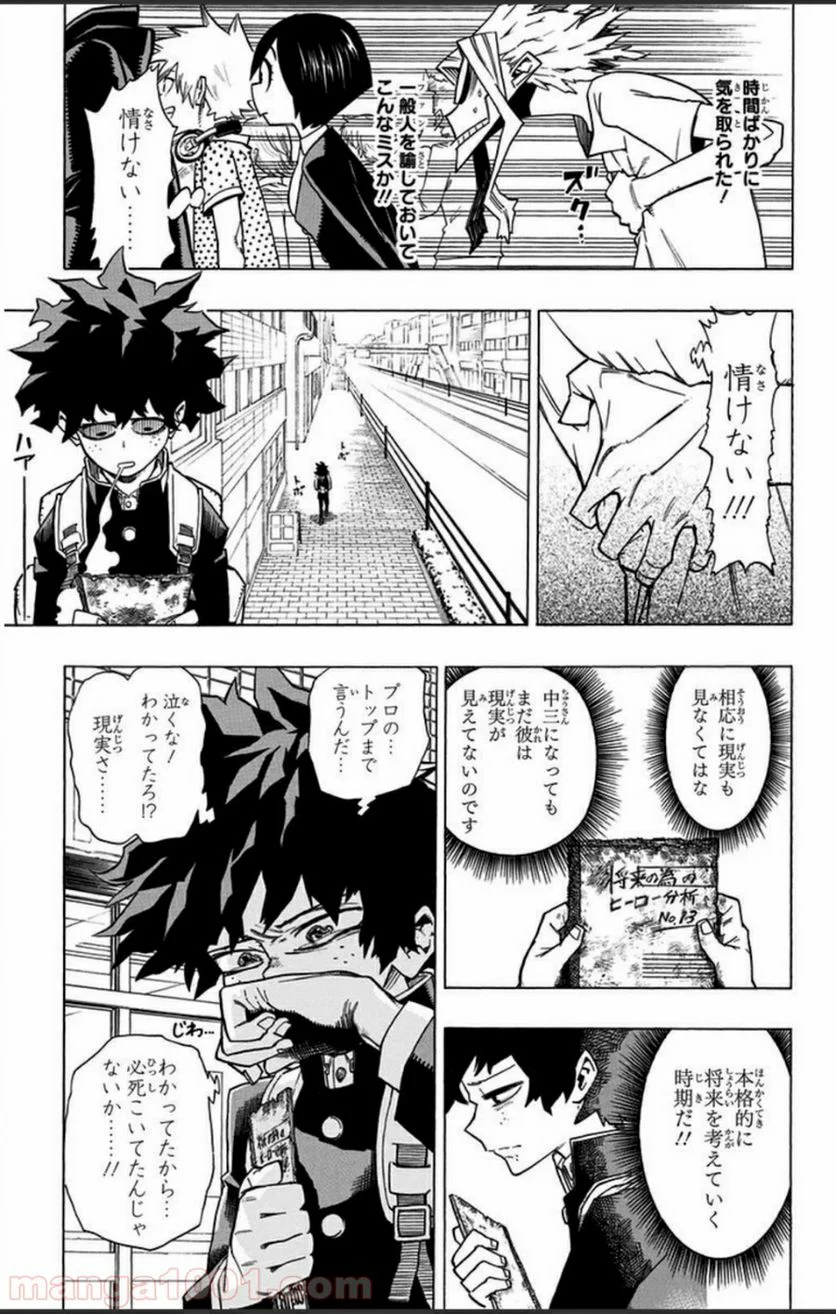 時間ばかりに
気を取られた！
一般人を諭しておいて
こんなミスか!!
ズク…
情けない……
情けない!!!
トボ
トボ
ハァー
相応に現実も
見なくてはな
中三になっても
まだ彼は
現実が
見えてないのです
将来の為の
ヒーロー分析
No.13
本格的に
将来を考えていく
時期だ!!
プロの…
トップまで
言うんだ…
泣くな！
わかってたろ!?
現実さ……
じわ…
わかってたから…
必死こいてたんじゃ
ないか……!!
manga1001.com